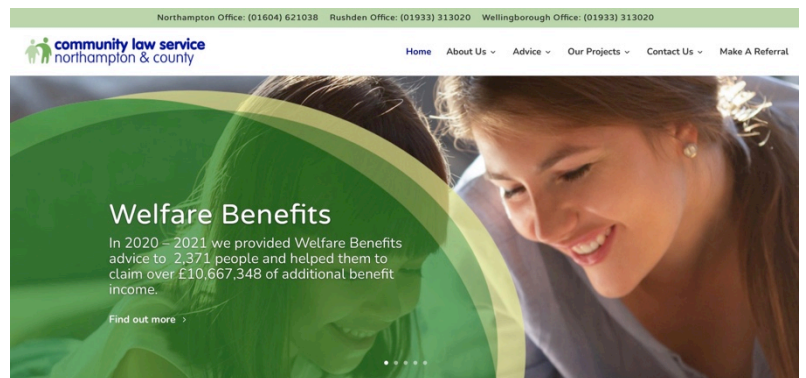 Northampton Office: (01604) 621038 Rushden Office: (01933) 313020 Wellingborough Office: (01933) 313020
community law service
northampton & county
Home About Us Advice Our Projects Contact Us Make A Referral
Welfare Benefits
In 2020 – 2021 we provided Welfare Benefits
advice to 2,371 people and helped them to
claim over £10,667,348 of additional benefit
income.
Find out more >